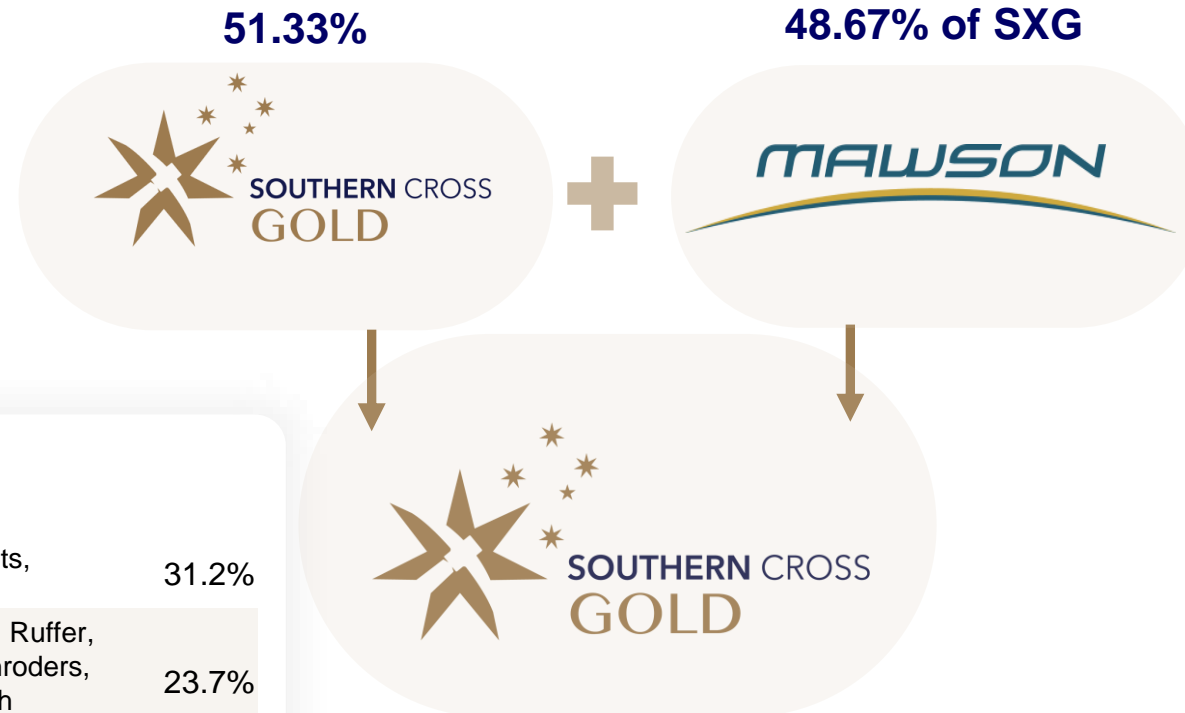 51.33%
48.67% of SXG
SOUTHERN CROSS
GOLD
MAWSON
SOUTHERN CROSS
GOLD
ts,
31.2%
Ruffer,
roders,
23.7%
h